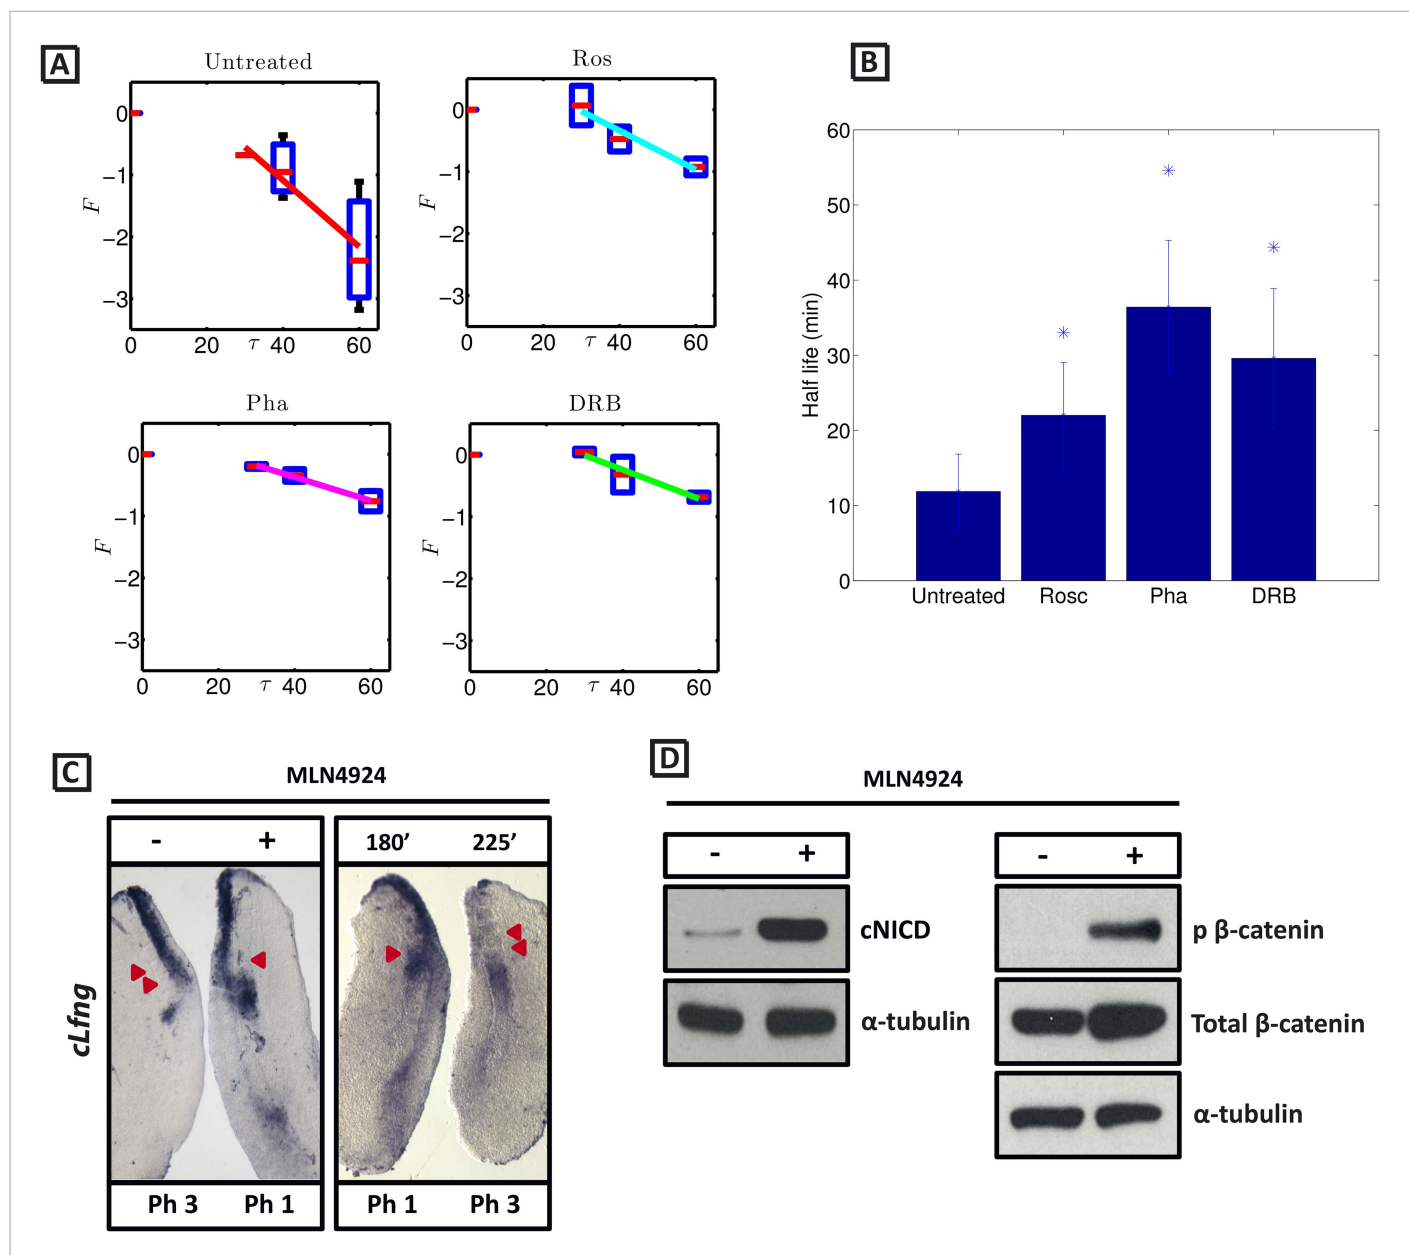 A
Untreated
F
0
−1
−2
−3
0 20 τ 40 60
Ros
F
0
−1
−2
−3
0 20 τ 40 60
Pha
F
0
−1
−2
−3
0 20 τ 40 60
DRB
F
0
−1
−2
−3
0 20 τ 40 60
B
Half life (min)
60
50
40
30
20
10
0
Untreated Rosc Pha DRB
C
MLN4924
- + 180’ 225’
cLfng
Ph 3 Ph 1 Ph 1 Ph 3
D
MLN4924
- +
cNICD
α-tubulin
- +
p β-catenin
Total β-catenin
α-tubulin